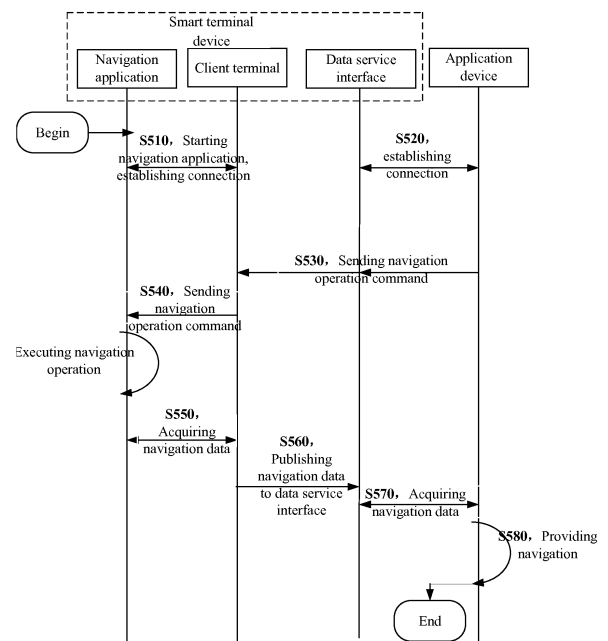 Smart terminal
device
Navigation
application
Client terminal
Data service
interface
Application
device
Begin
S510，Starting
navigation application,
establishing connection
S520，
establishing
connection
S530，Sending navigation
operation command
S540，Sending
navigation
operation command
Executing navigation
operation
S550，
Acquiring
navigation data
S560，
Publishing
navigation data
to data service
interface
S570，Acquiring
navigation data
S580，Providing
navigation
End